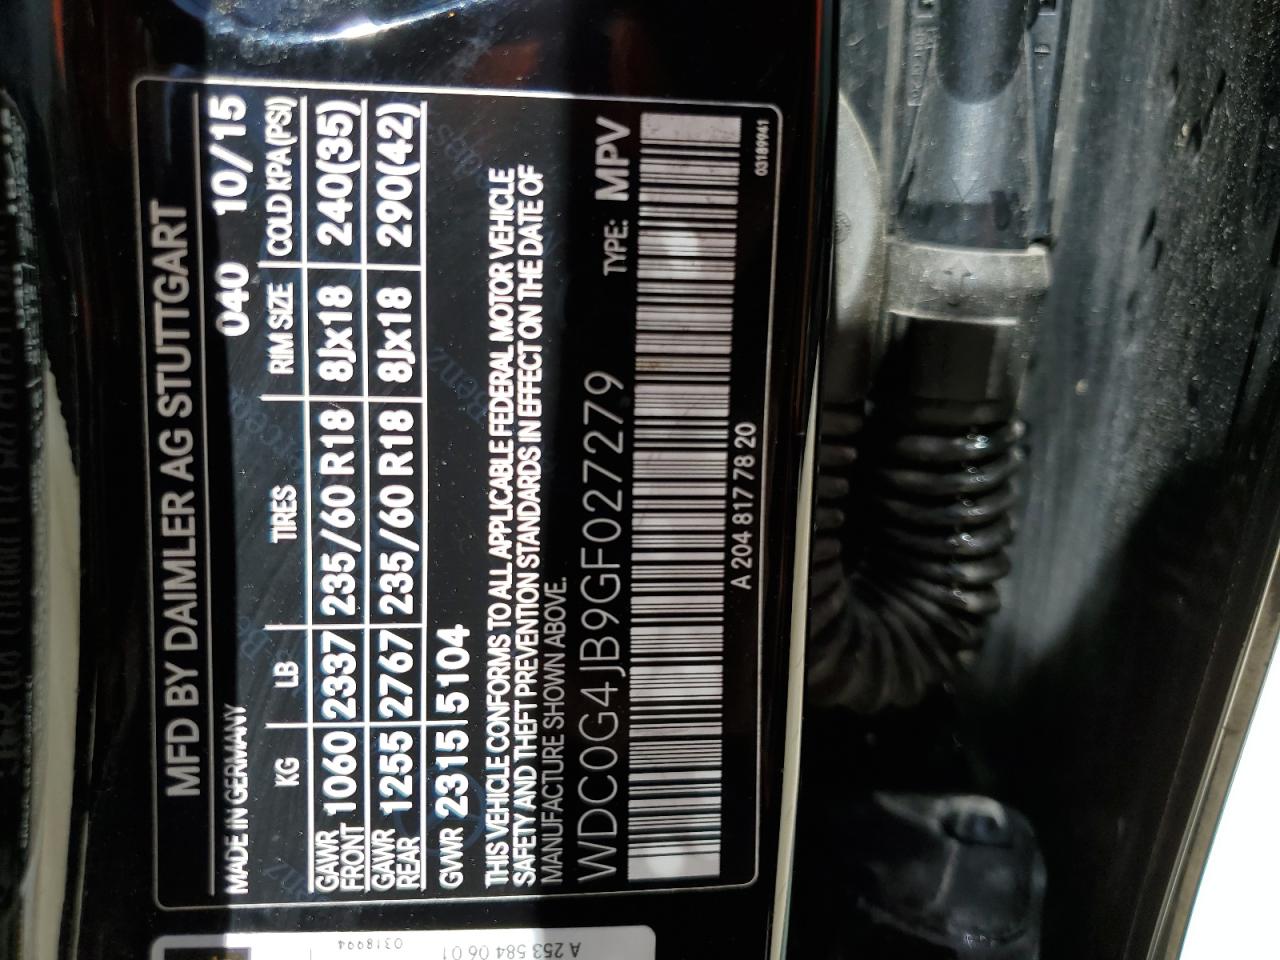 MFD BY DAIMLER AG STUTTGART
MADE IN GERMANY 040 10/15
KG LB TIRES RIM SIZE COLD KPA (PSI)
GAWR FRONT 1060 2337 235/60 R18 8Jx18 240(35)
GAWR REAR 1255 2767 235/60 R18 8Jx18 290(42)
GVWR 2315 5104
THIS VEHICLE CONFORMS TO ALL APPLICABLE FEDERAL MOTOR VEHICLE
SAFETY AND THEFT PREVENTION STANDARDS IN EFFECT ON THE DATE OF
MANUFACTURE SHOWN ABOVE.
WDC0G4JB9GF027279 TYPE: MPV
A 204 817 78 20 03189941
A 253 584 06 01